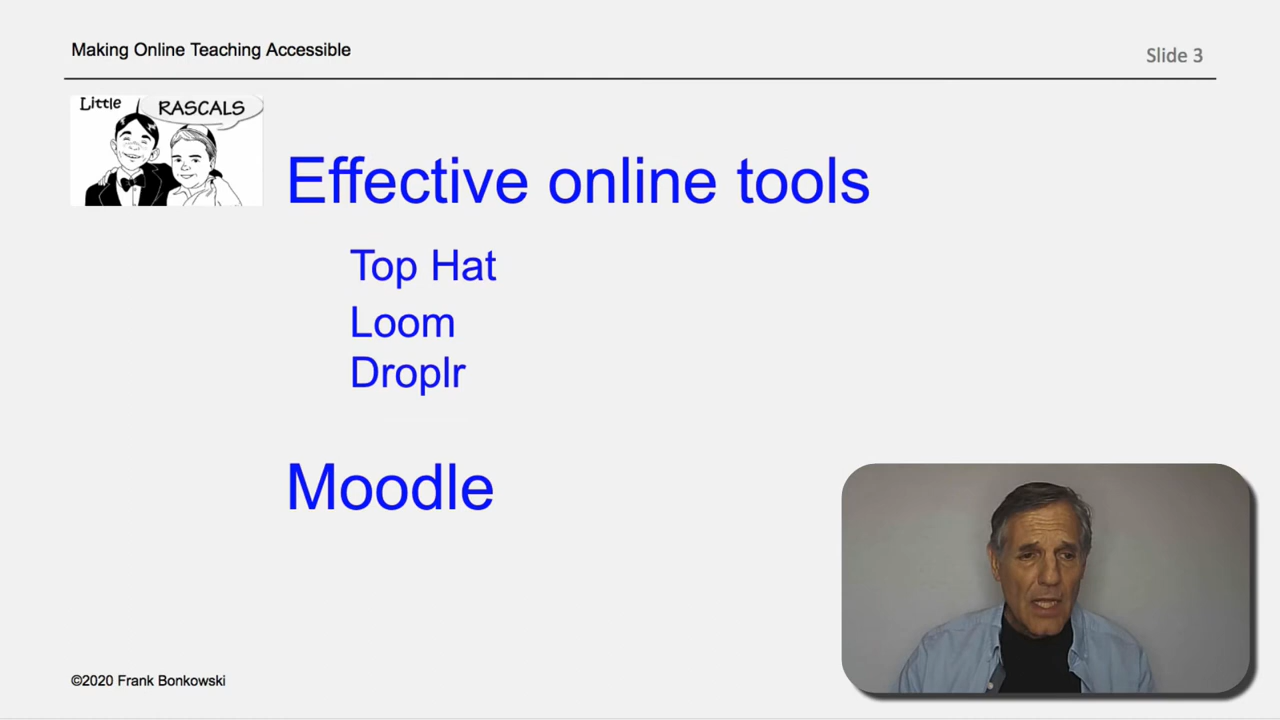 Making Online Teaching Accessible
Slide 3
Little RASCALS
Effective online tools
Top Hat
Loom
Droplr
Moodle
©2020 Frank Bonkowski